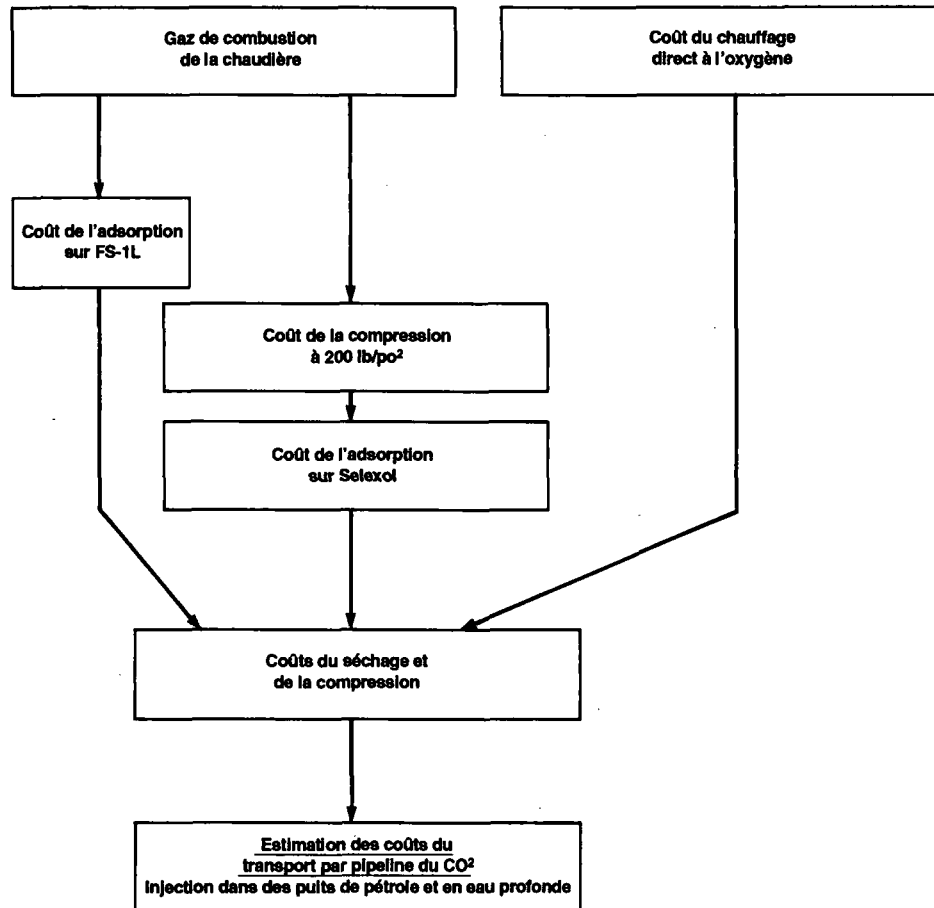 Gaz de combustion
de la chaudière
Coût du chauffage
direct à l'oxygène
Coût de l'adsorption
sur FS-1L
Coût de la compression
à 200 lb/po²
Coût de l'adsorption
sur Selexol
Coûts du séchage et
de la compression
Estimation des coûts du
transport par pipeline du CO²
Injection dans des puits de pétrole et en eau profonde